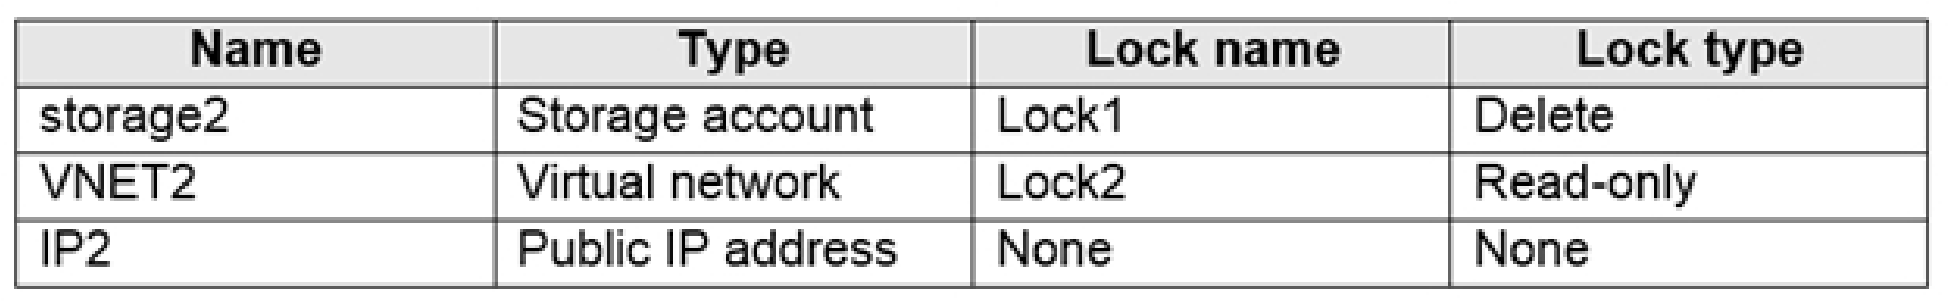 Name Type Lock name Lock type
storage2 Storage account Lock1 Delete
VNET2 Virtual network Lock2 Read-only
IP2 Public IP address None None